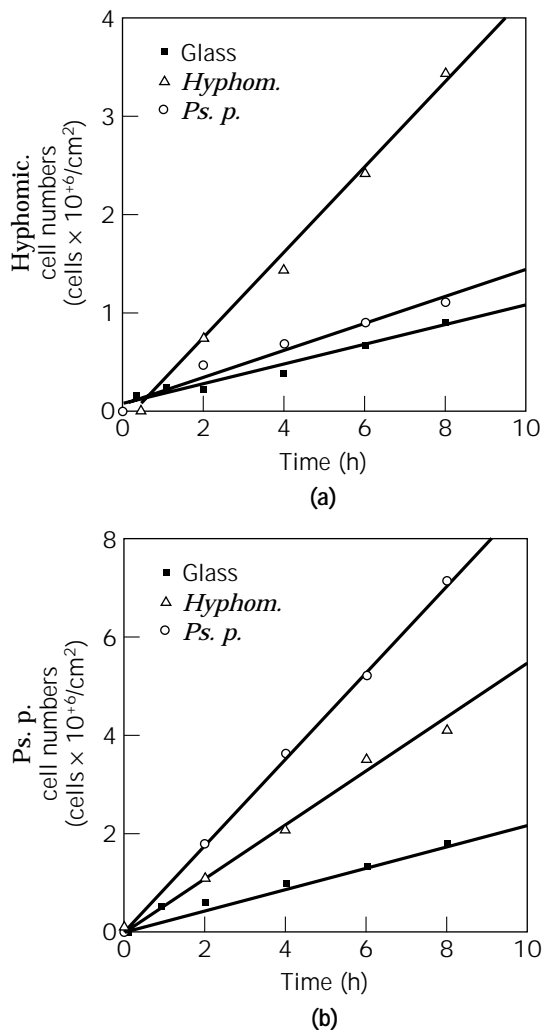 4
3
2
1
0
Hyphomic.
cell numbers
(cells × 10⁺⁶/cm²)
Glass
Hyphom.
Ps. p.
0 2 4 6 8 10
Time (h)
(a)
8
6
4
2
0
Ps. p.
cell numbers
(cells × 10⁺⁶/cm²)
Glass
Hyphom.
Ps. p.
0 2 4 6 8 10
Time (h)
(b)